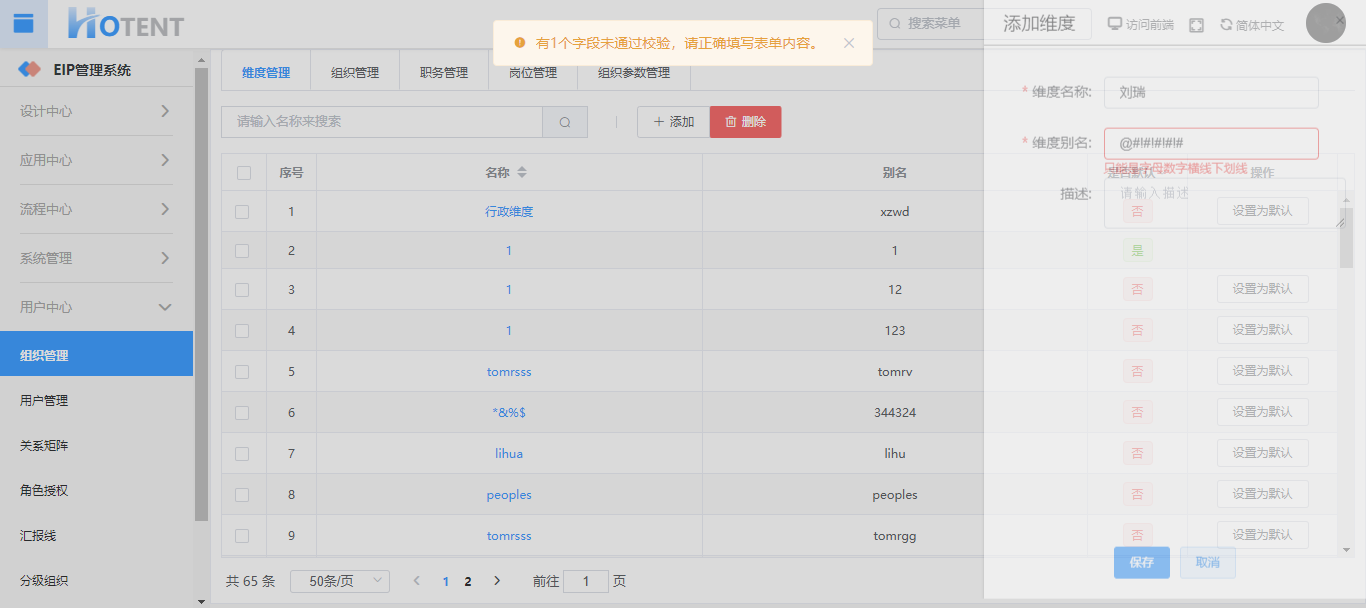 HOTENT
有1个字段未通过校验，请正确填写表单内容。
搜索菜单
添加维度
访问前端
简体中文
EIP管理系统
设计中心
应用中心
流程中心
系统管理
用户中心
组织管理
用户管理
关系矩阵
角色授权
汇报线
分级组织
维度管理 组织管理 职务管理 岗位管理 组织参数管理
请输入名称来搜索
添加 删除
* 维度名称: 刘瑞
* 维度别名: @#!#!#!#!#
只能是字母数字横线下划线
描述: 请输入描述
序号 名称 别名 是否默认 操作
1 行政维度 xzwd 否 设置为默认
2 1 1 是
3 1 12 否 设置为默认
4 1 123 否 设置为默认
5 tomrsss tomrv 否 设置为默认
6 *&%$ 344324 否 设置为默认
7 lihua lihu 否 设置为默认
8 peoples peoples 否 设置为默认
9 tomrsss tomrgg 否 设置为默认
保存 取消
共 65 条 50条/页 1 2 前往 1 页